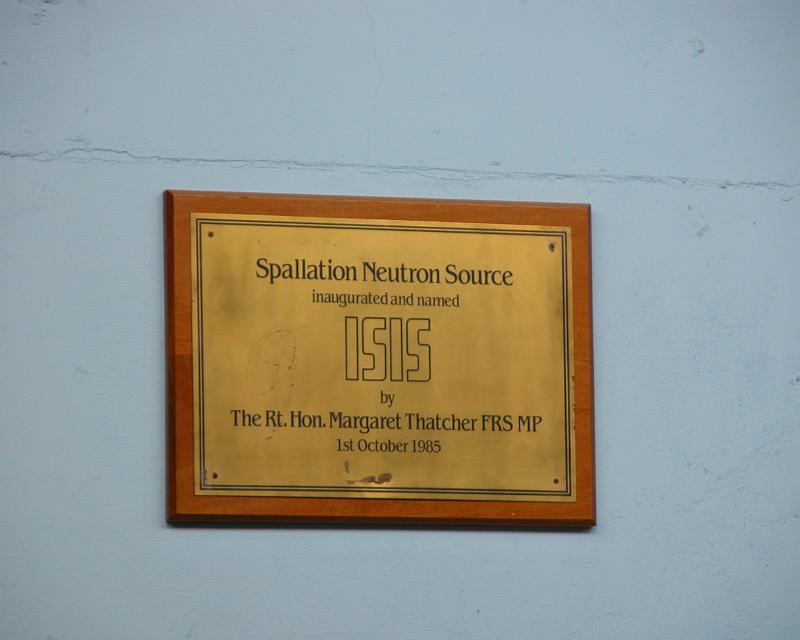 Spallation Neutron Source
inaugurated and named
ISIS
by
The Rt. Hon. Margaret Thatcher FRS MP
1st October 1985